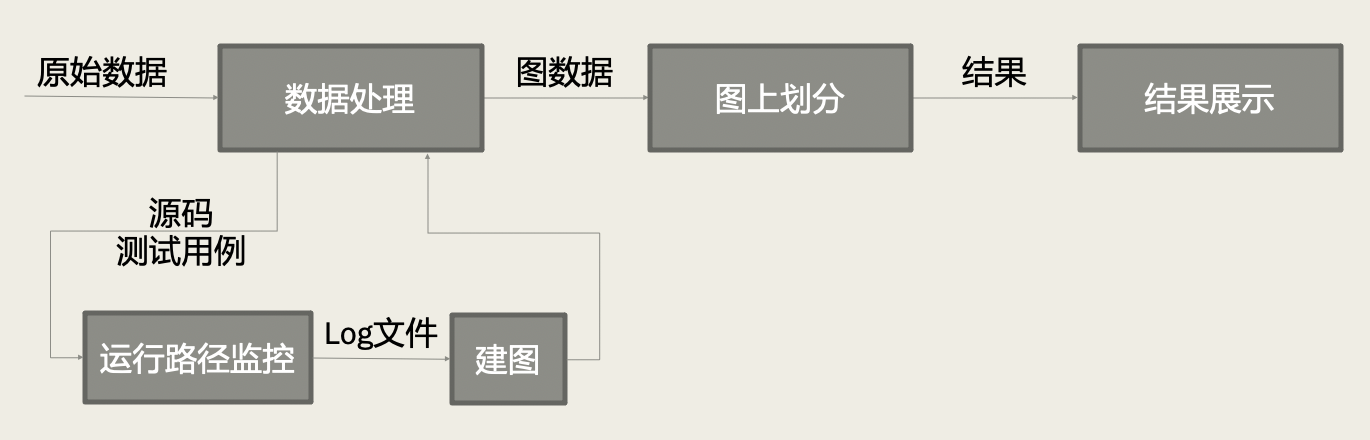 原始数据
数据处理
图数据
图上划分
结果
结果展示
源码
测试用例
运行路径监控
Log文件
建图